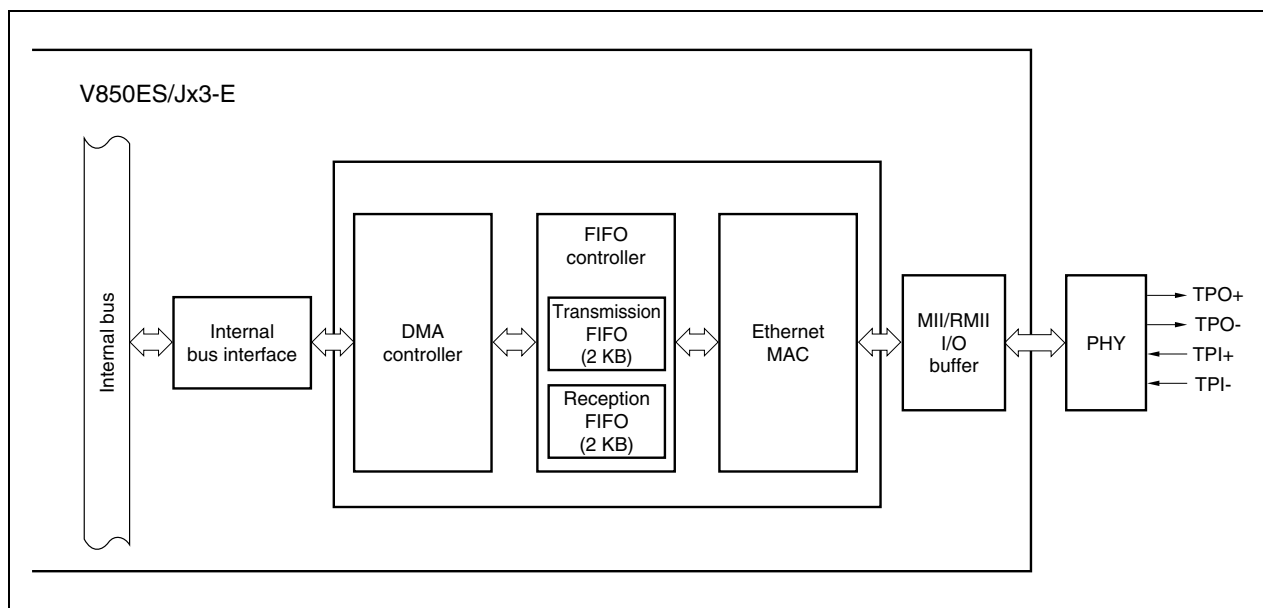 V850ES/Jx3-E
Internal bus
Internal
bus interface
DMA
controller
FIFO
controller
Transmission
FIFO
(2 KB)
Reception
FIFO
(2 KB)
Ethernet
MAC
MII/RMII
I/O
buffer
PHY
TPO+
TPO-
TPI+
TPI-